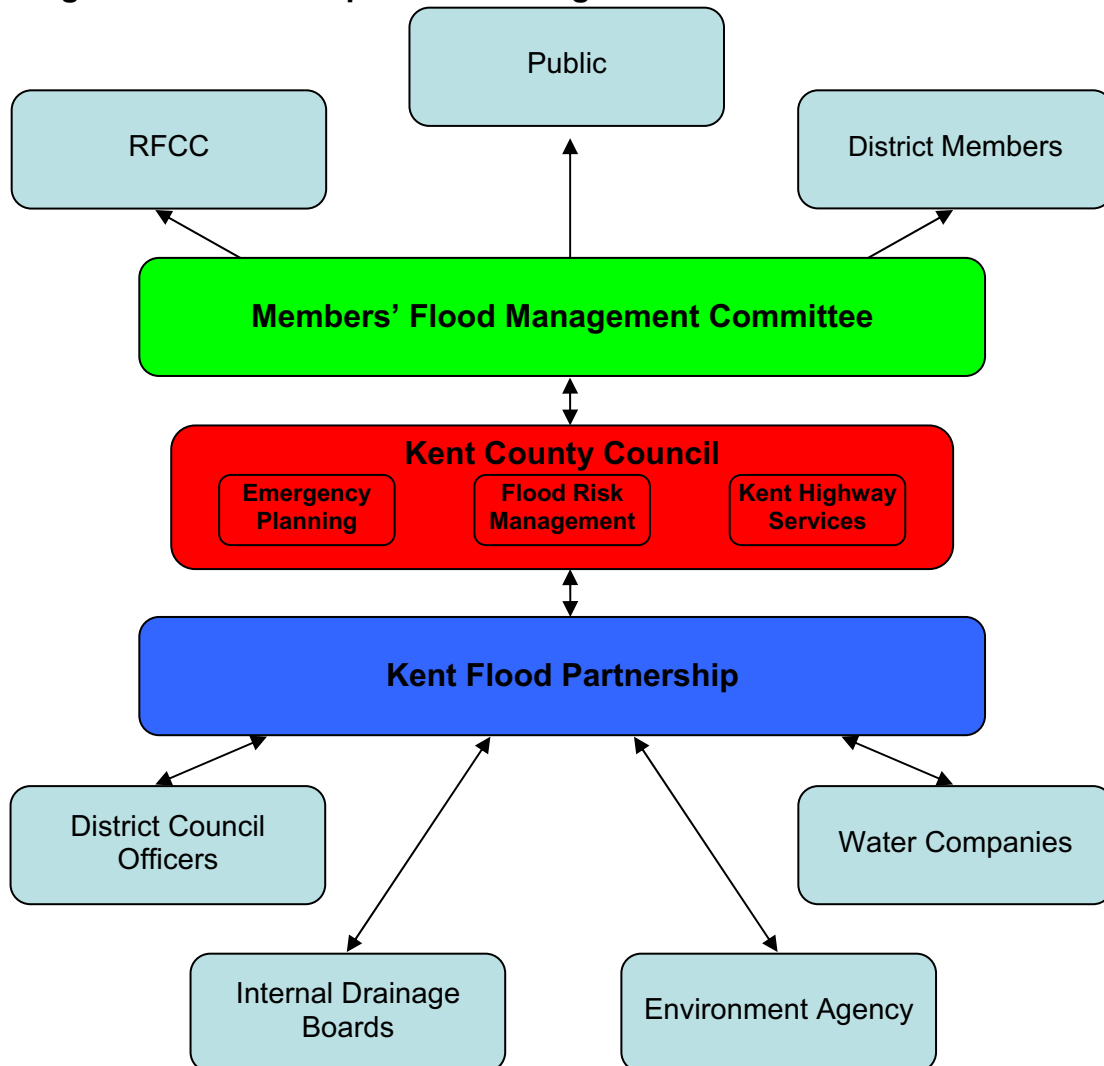 Public
RFCC
District Members
Members’ Flood Management Committee
Kent County Council
Emergency
Planning
Flood Risk
Management
Kent Highway
Services
Kent Flood Partnership
District Council
Officers
Water Companies
Internal Drainage
Boards
Environment Agency